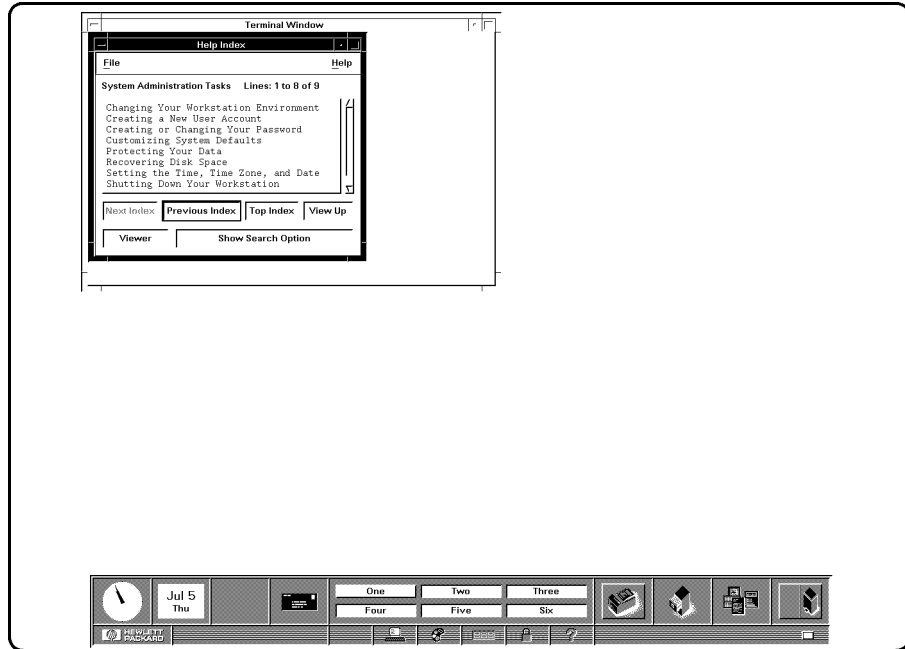 Terminal Window
Help Index
File Help
System Administration Tasks Lines: 1 to 8 of 9
Changing Your Workstation Environment
Creating a New User Account
Creating or Changing Your Password
Customizing System Defaults
Protecting Your Data
Recovering Disk Space
Setting the Time, Time Zone, and Date
Shutting Down Your Workstation
Next Index Previous Index Top Index View Up
Viewer Show Search Option
Jul 5
Thu
One Two Three
Four Five Six
HEWLETT
PACKARD